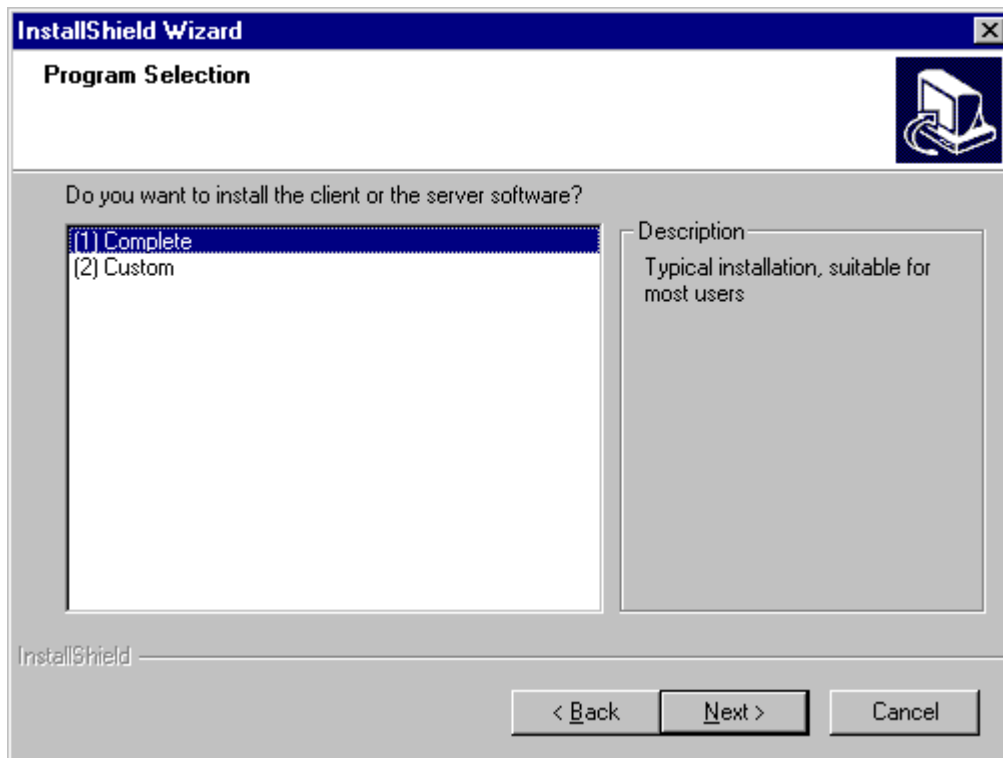 InstallShield Wizard
Program Selection
Do you want to install the client or the server software?
(1) Complete
(2) Custom
Description
Typical installation, suitable for
most users
InstallShield
< Back
Next >
Cancel